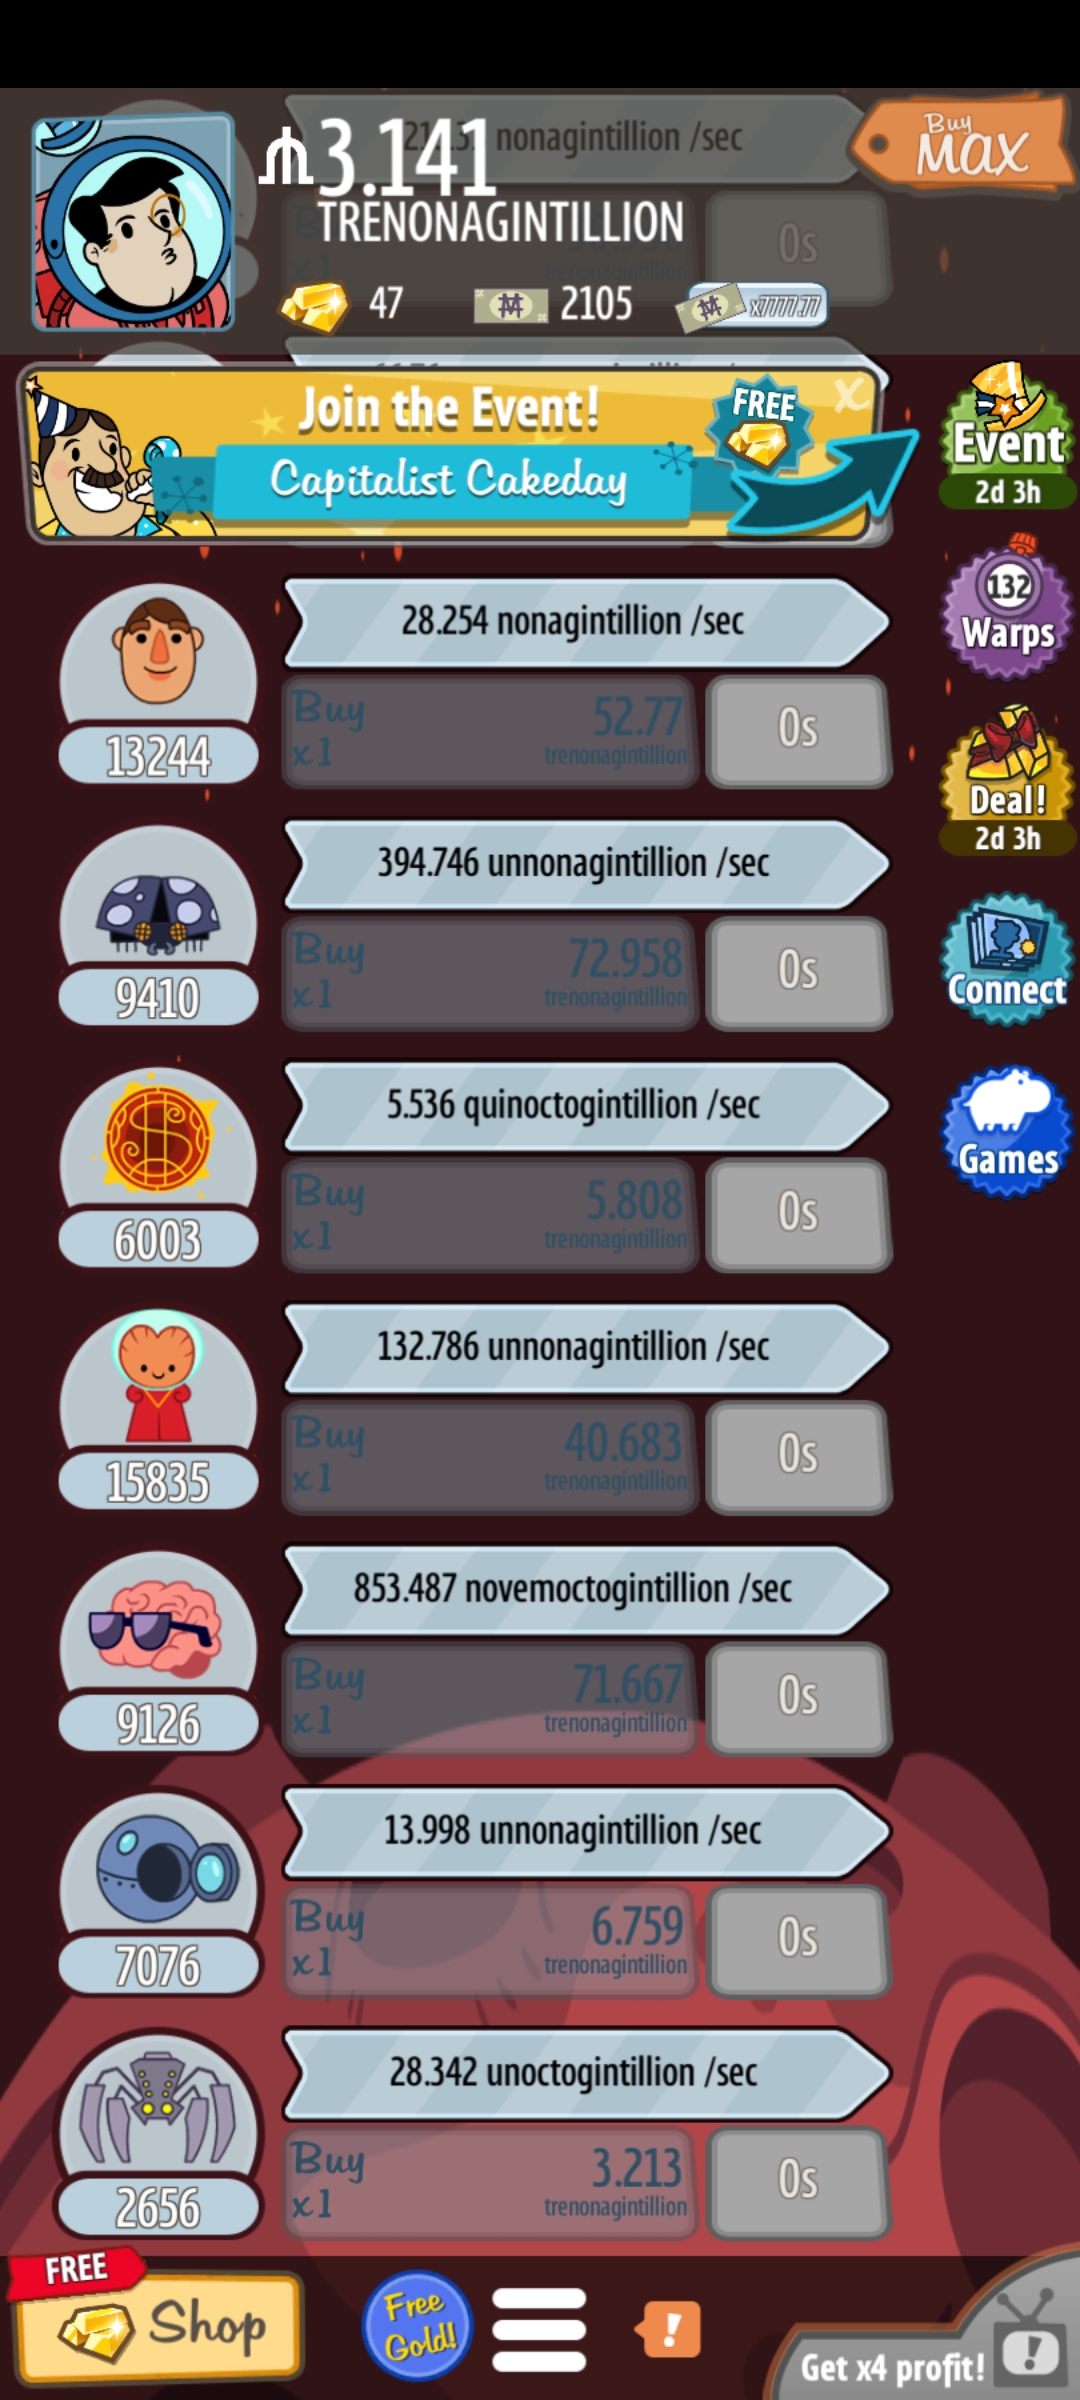 nonagintillion /sec
Buy
MAX
3.141
TRENONAGINTILLION
0s
47
2105
x7777.77
Join the Event!
FREE
x
Capitalist Cakeday
Event
2d 3h
28.254 nonagintillion /sec
132
Warps
Buy
x1
52.77
trenonagintillion
0s
13244
Deal!
2d 3h
394.746 unnonagintillion /sec
Buy
x1
72.958
trenonagintillion
0s
9410
Connect
5.536 quinoctogintillion /sec
Games
Buy
x1
5.808
trenonagintillion
0s
6003
132.786 unnonagintillion /sec
Buy
x1
40.683
trenonagintillion
0s
15835
853.487 novemoctogintillion /sec
Buy
x1
71.667
trenonagintillion
0s
9126
13.998 unnonagintillion /sec
Buy
x1
6.759
trenonagintillion
0s
7076
28.342 unoctogintillion /sec
Buy
x1
3.213
trenonagintillion
0s
2656
FREE
Shop
Free
Gold!
!
Get x4 profit!
!